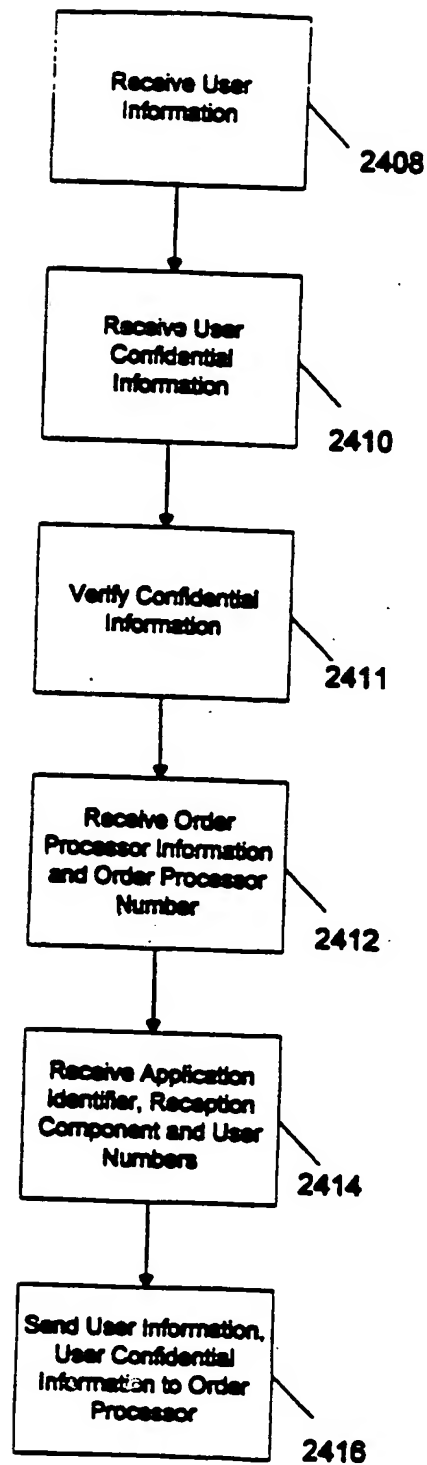 Receive User
Information
2408
Receive User
Confidential
Information
2410
Verify Confidential
Information
2411
Receive Order
Processor Information
and Order Processor
Number
2412
Receive Application
Identifier, Reception
Component and User
Numbers
2414
Send User Information,
User Confidential
Information to Order
Processor
2416